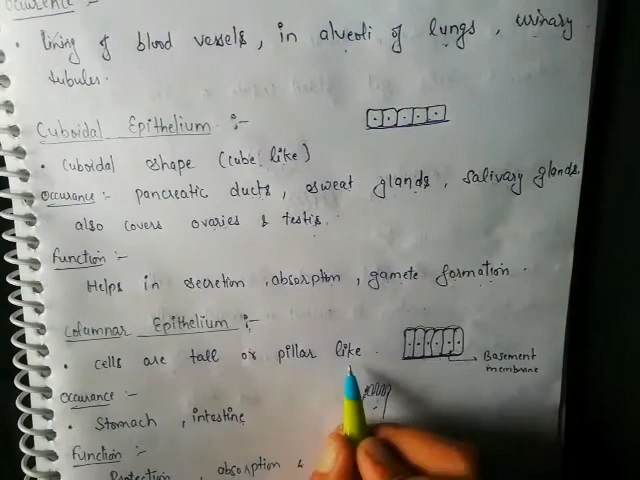 • lining of blood vessels, in alveoli of lungs, urinary
tubules.
Cuboidal Epithelium :-
• Cuboidal shape (cube like)
Occurance :- pancreatic ducts, sweat glands, salivary glands.
also covers ovaries & testis.
Function :-
Helps in secretion, absorption, gamete formation.
Columnar Epithelium :-
• Cells are tall or pillar like.
Basement
membrane
Occurance :-
• Stomach, intestine
Function :-
Protection, absorption &